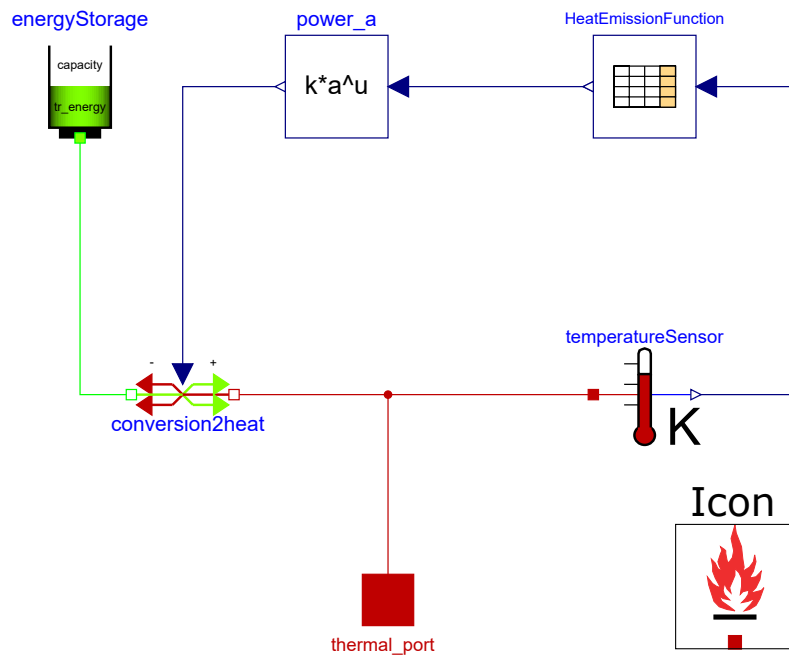 energyStorage
power_a
HeatEmissionFunction
capacity
k*a^u
tr_energy
temperatureSensor
- +
conversion2heat
K
Icon
thermal_port